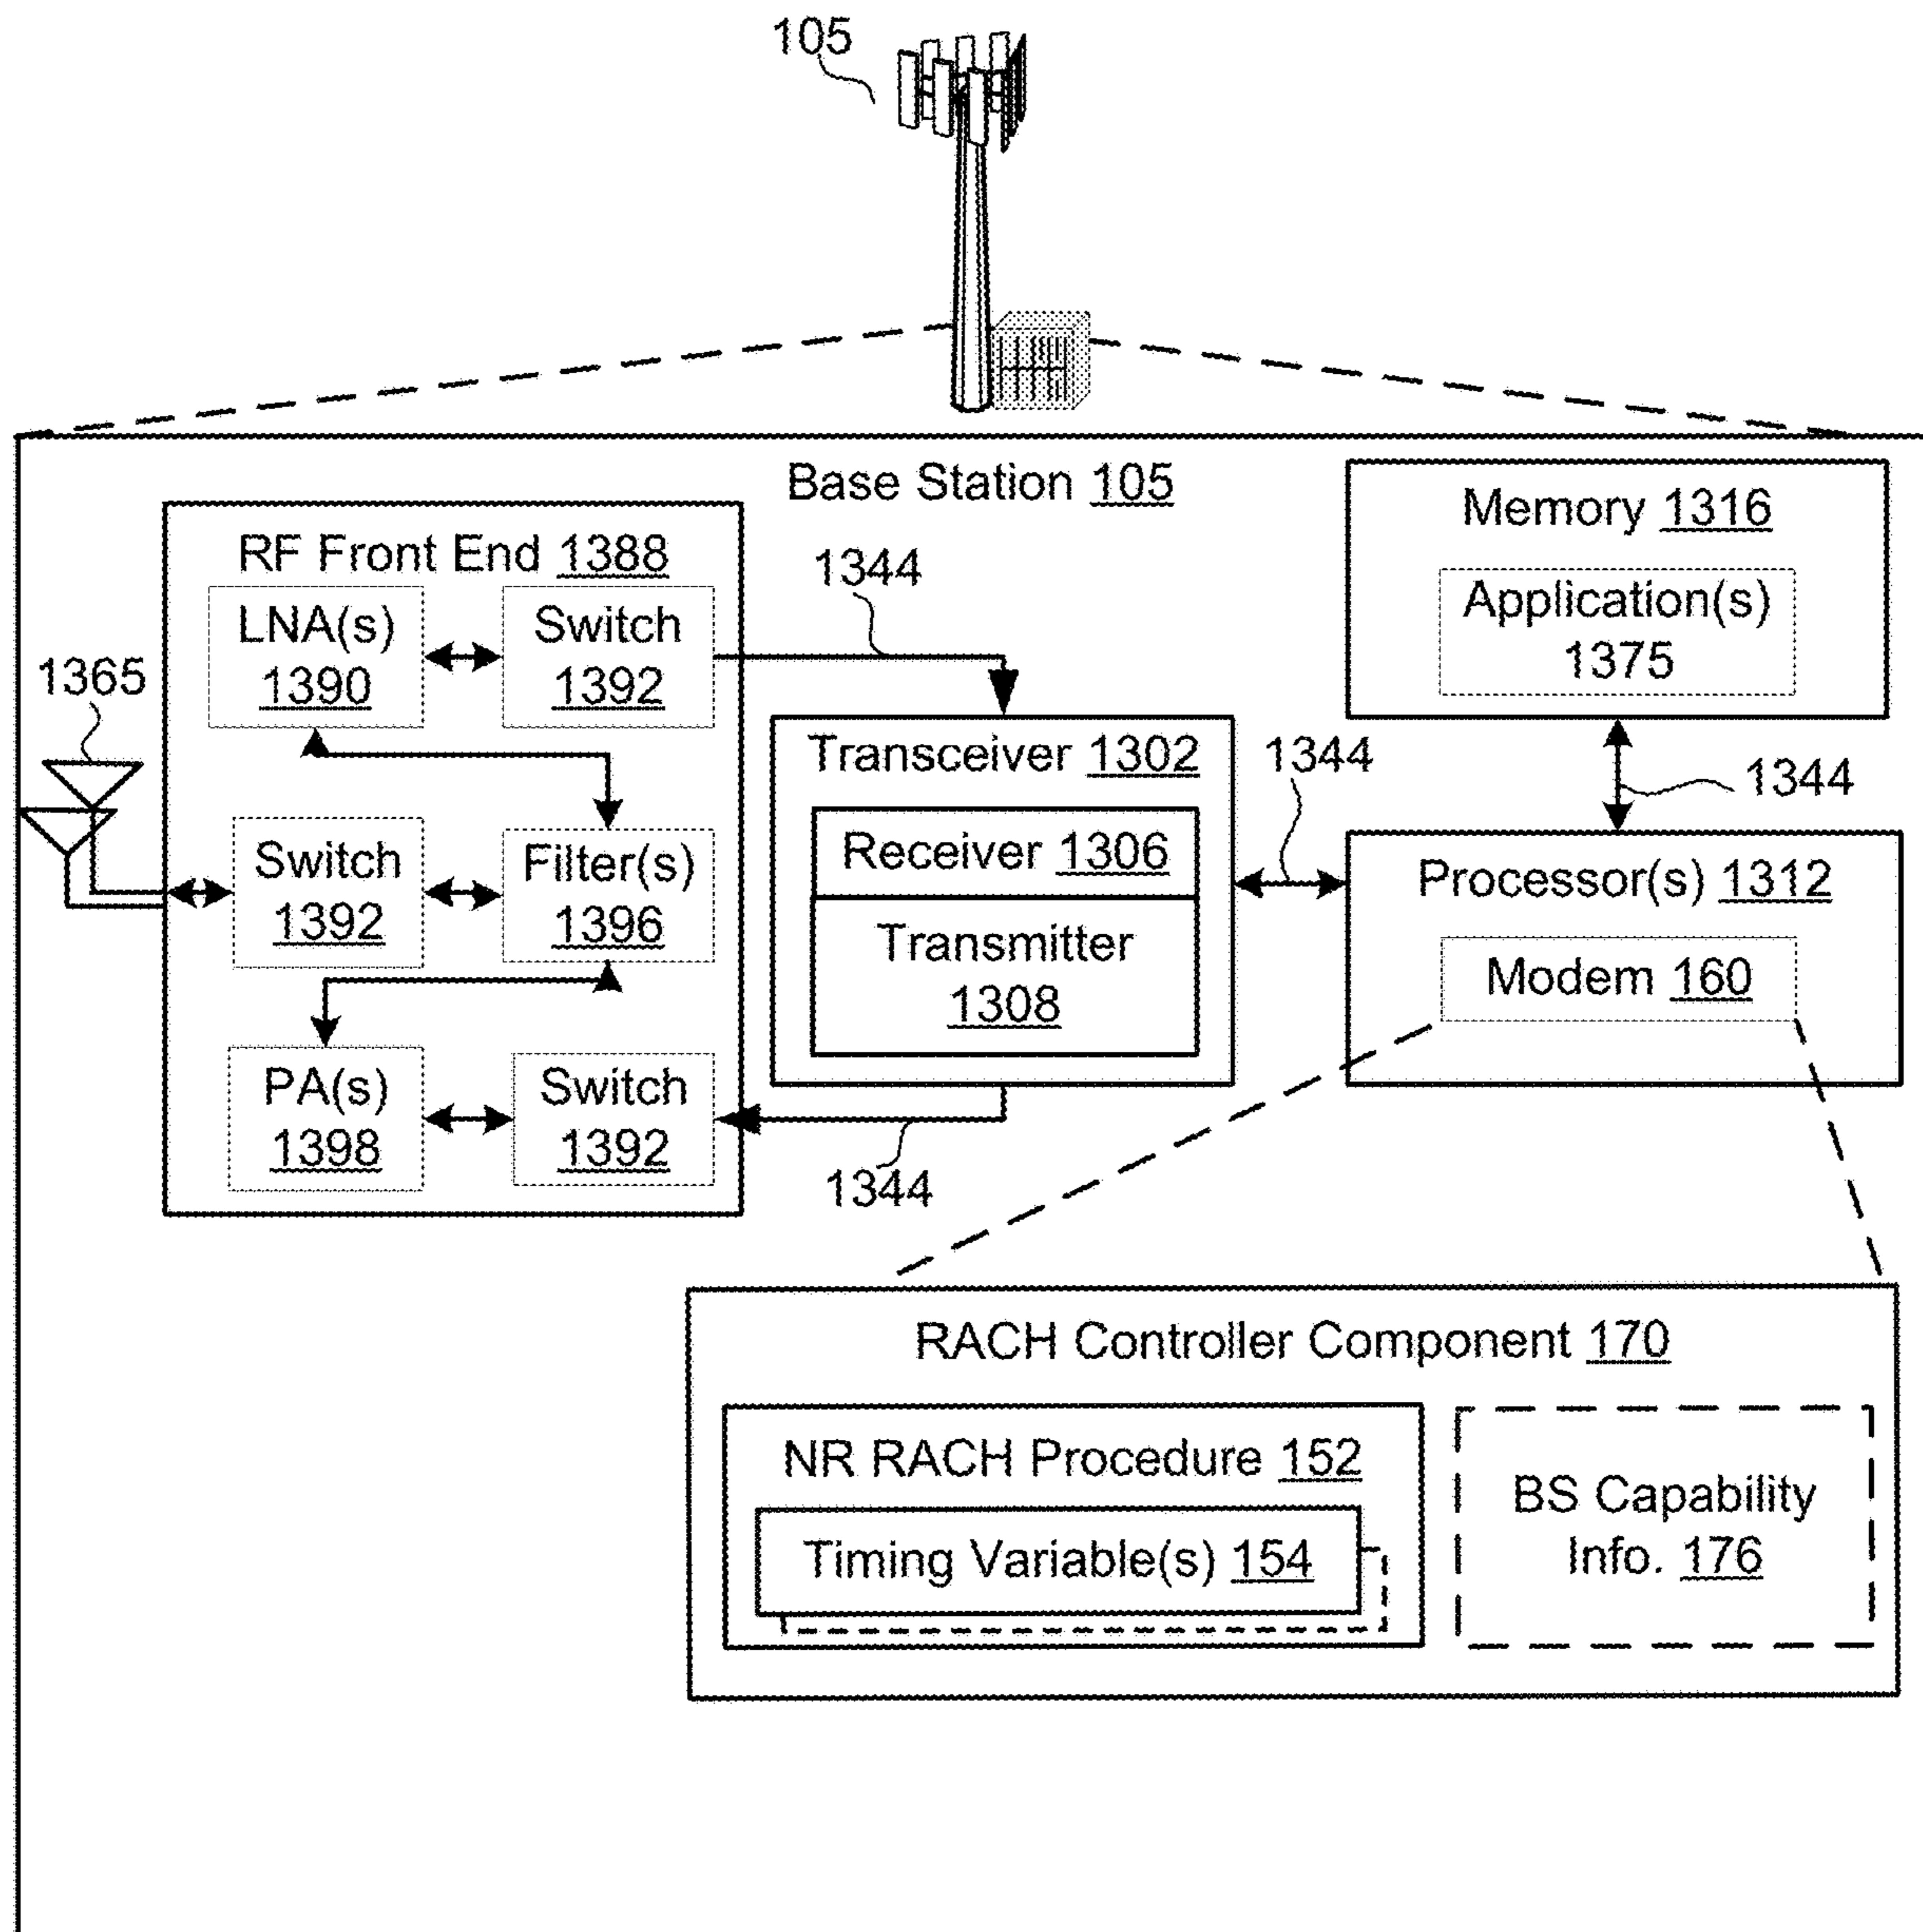 105
Base Station 105
RF Front End 1388
LNA(s)
1390
Switch
1392
1344
1365
Switch
1392
Filter(s)
1396
PA(s)
1398
Switch
1392
1344
Transceiver 1302
Receiver 1306
Transmitter
1308
1344
Memory 1316
Application(s)
1375
1344
Processor(s) 1312
Modem 160
RACH Controller Component 170
NR RACH Procedure 152
Timing Variable(s) 154
BS Capability
Info. 176